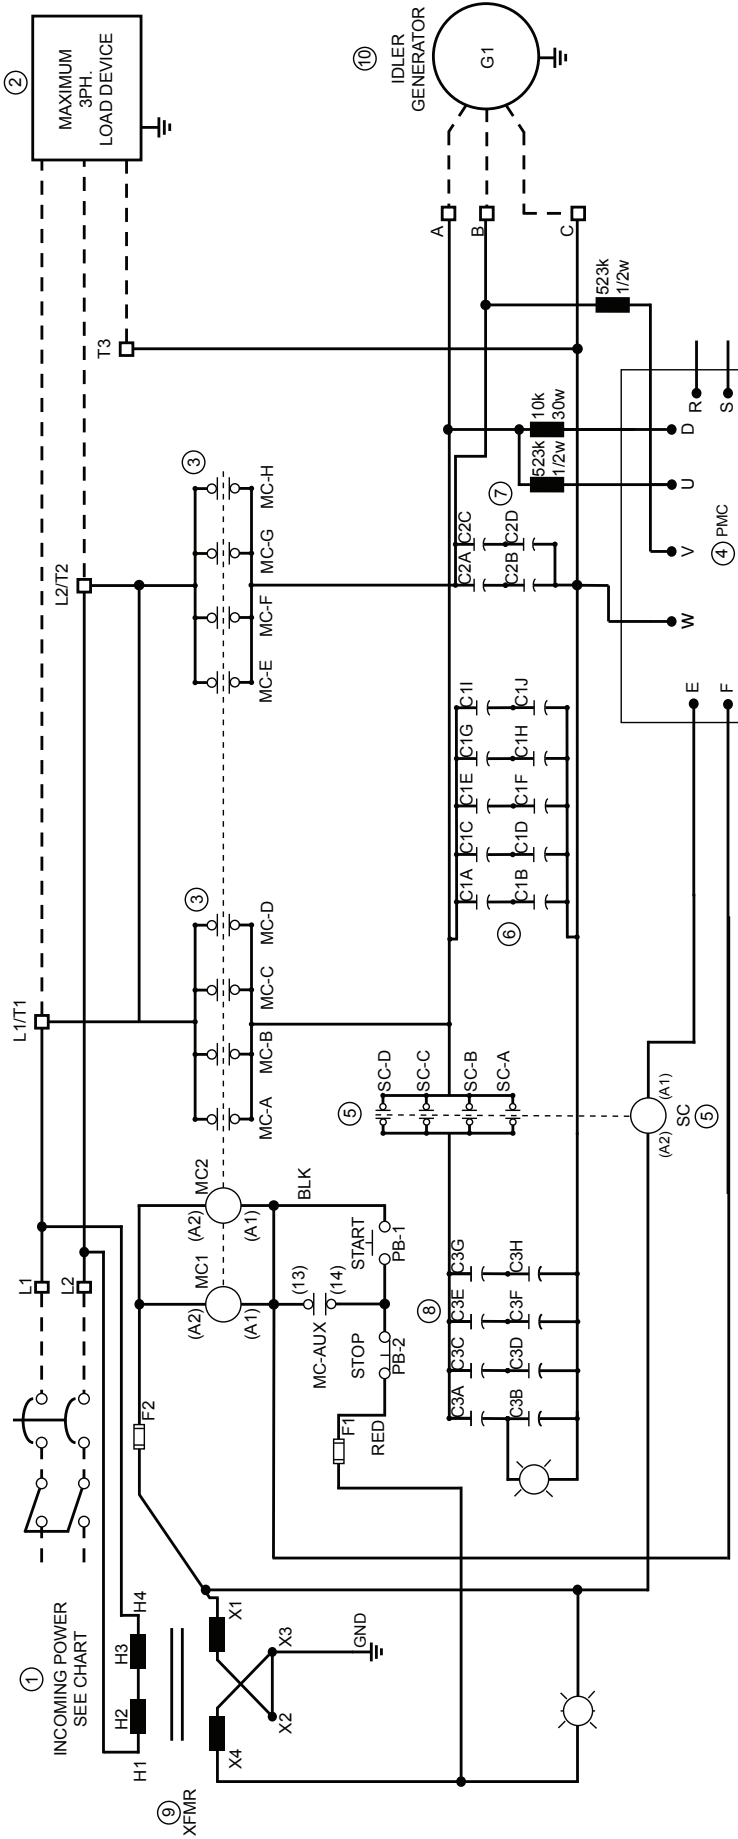 1
INCOMING POWER
SEE CHART
L1
L2
L1/T1
L2/T2
T3
2
MAXIMUM
3PH.
LOAD DEVICE
H1
H2
H3
H4
9
XFMR
X4
X2
X3
X1
GND
F2
F1
RED
STOP
PB-2
START
PB-1
BLK
MC-AUX
(13)
(14)
(A2)
MC1
(A1)
(A2)
MC2
(A1)
3
MC-A
MC-B
MC-C
MC-D
3
MC-E
MC-F
MC-G
MC-H
10
IDLER
GENERATOR
G1
A
B
C
8
C3A
C3C
C3E
C3G
C3B
C3D
C3F
C3H
5
SC-D
SC-C
SC-B
SC-A
6
C1A
C1C
C1E
C1G
C1I
C1B
C1D
C1F
C1H
C1J
7
C2A
C2C
C2B
C2D
523k
1/2w
10k
30w
523k
1/2w
(A2)
(A1)
SC
5
E
F
W
V
U
D
R
S
4
PMC